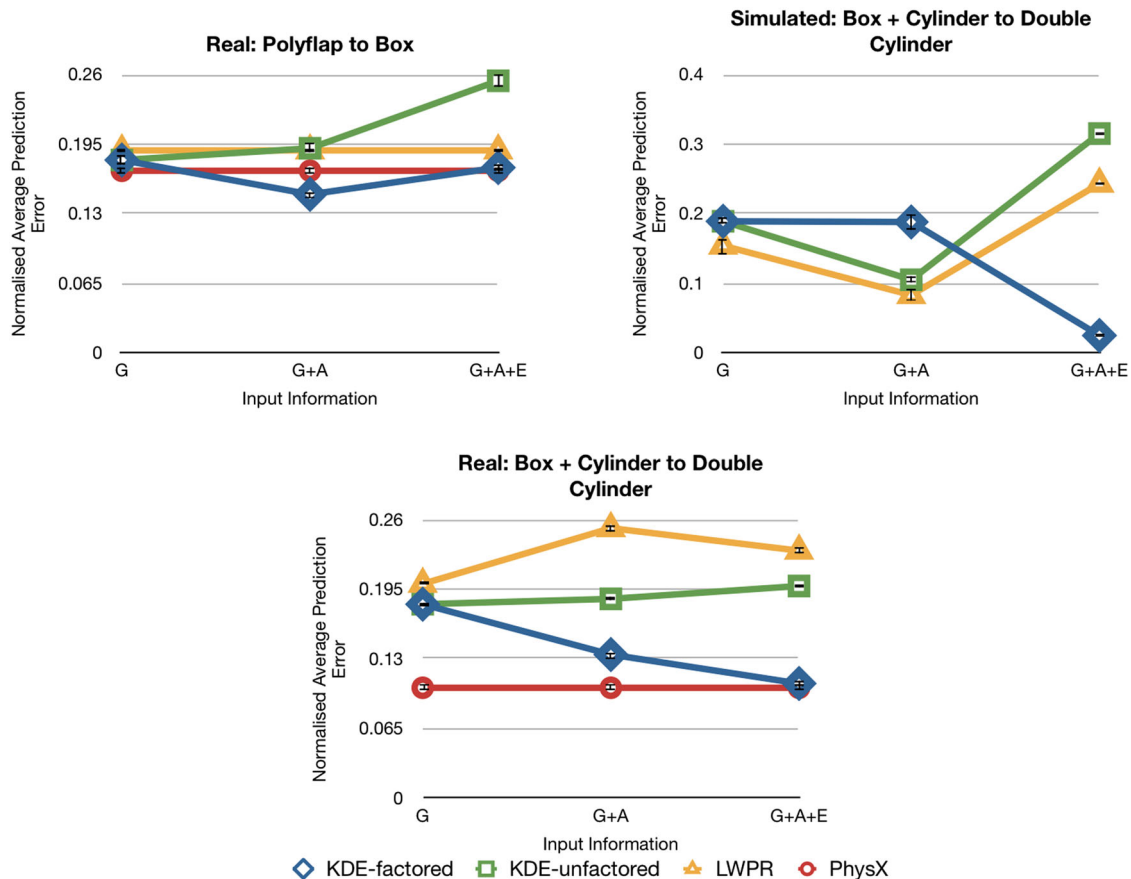 Real: Polyflap to Box
Normalised Average Prediction
Error
0.26
0.195
0.13
0.065
0
G
G+A
G+A+E
Input Information
Simulated: Box + Cylinder to Double
Cylinder
Normalised Average Prediction
Error
0.4
0.3
0.2
0.1
0
G
G+A
G+A+E
Input Information
Real: Box + Cylinder to Double
Cylinder
Normalised Average Prediction
Error
0.26
0.195
0.13
0.065
0
G
G+A
G+A+E
Input Information
KDE-factored KDE-unfactored LWPR PhysX